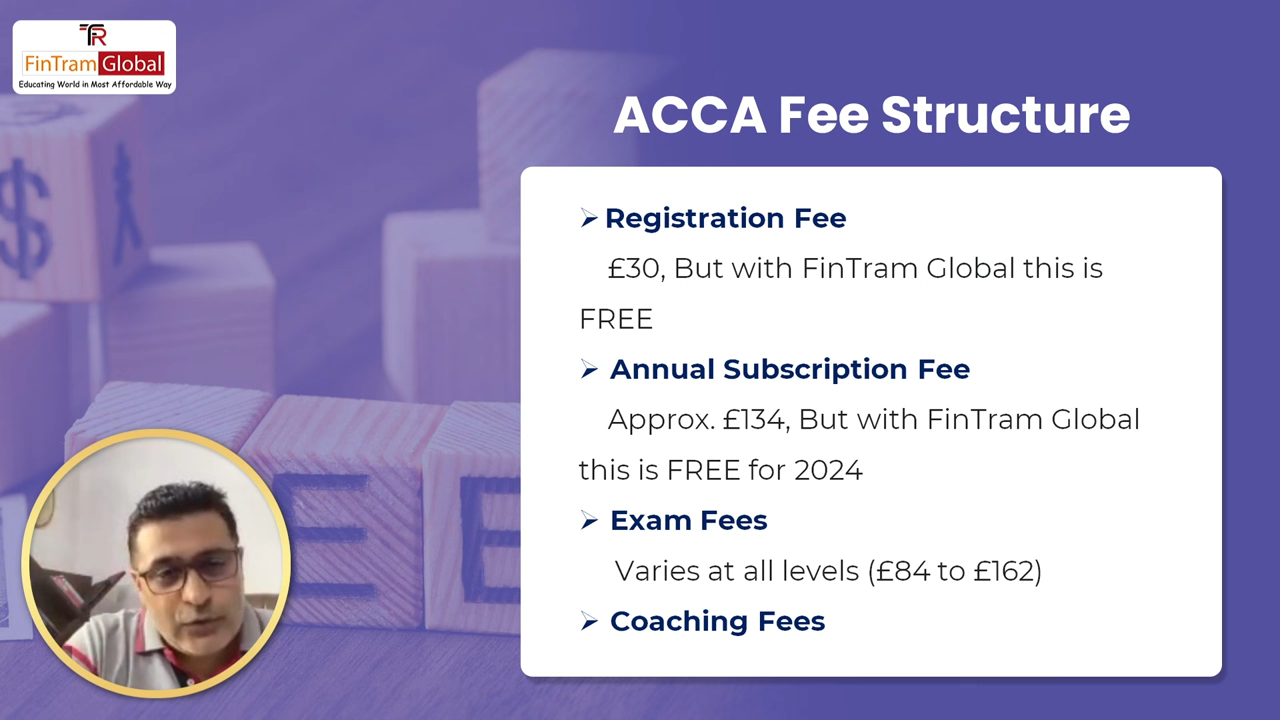 TFR
FinTram Global
Educating World in Most Affordable Way
ACCA Fee Structure
➢ Registration Fee
£30, But with FinTram Global this is
FREE
➢ Annual Subscription Fee
Approx. £134, But with FinTram Global
this is FREE for 2024
➢ Exam Fees
Varies at all levels (£84 to £162)
➢ Coaching Fees
$
E E